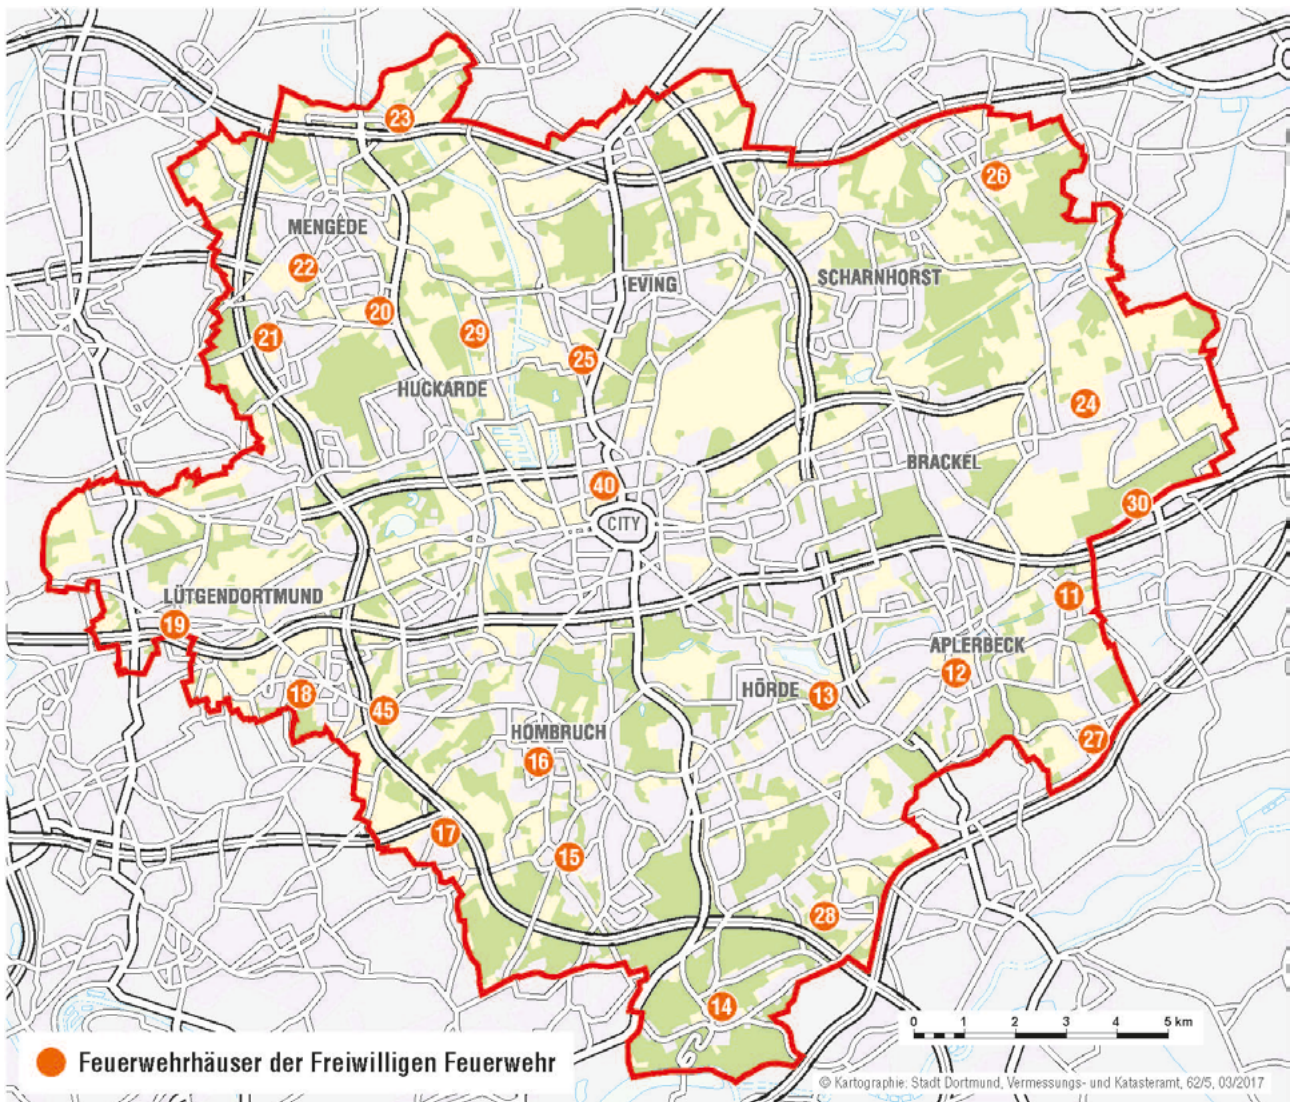 23
26
MENGEDE
22
EVING
SCHARNHORST
20
29
21
25
HUCKARDE
24
BRACKEL
40
30
CITY
LÜTGENDORTMUND
11
19
APLERBECK
12
18
45
HÖRDE
13
HOMBRUCH
27
16
17
15
28
14
0 1 2 3 4 5 km
Feuerwehrhäuser der Freiwilligen Feuerwehr
© Kartographie: Stadt Dortmund, Vermessungs- und Katasteramt, 62/5, 03/2017